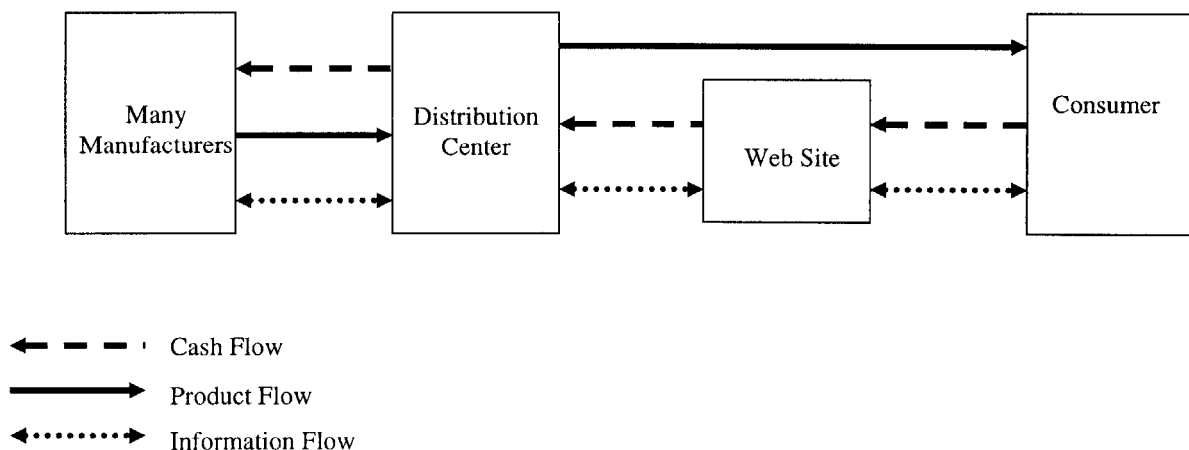 Many
Manufacturers
Distribution
Center
Web Site
Consumer
Cash Flow
Product Flow
Information Flow